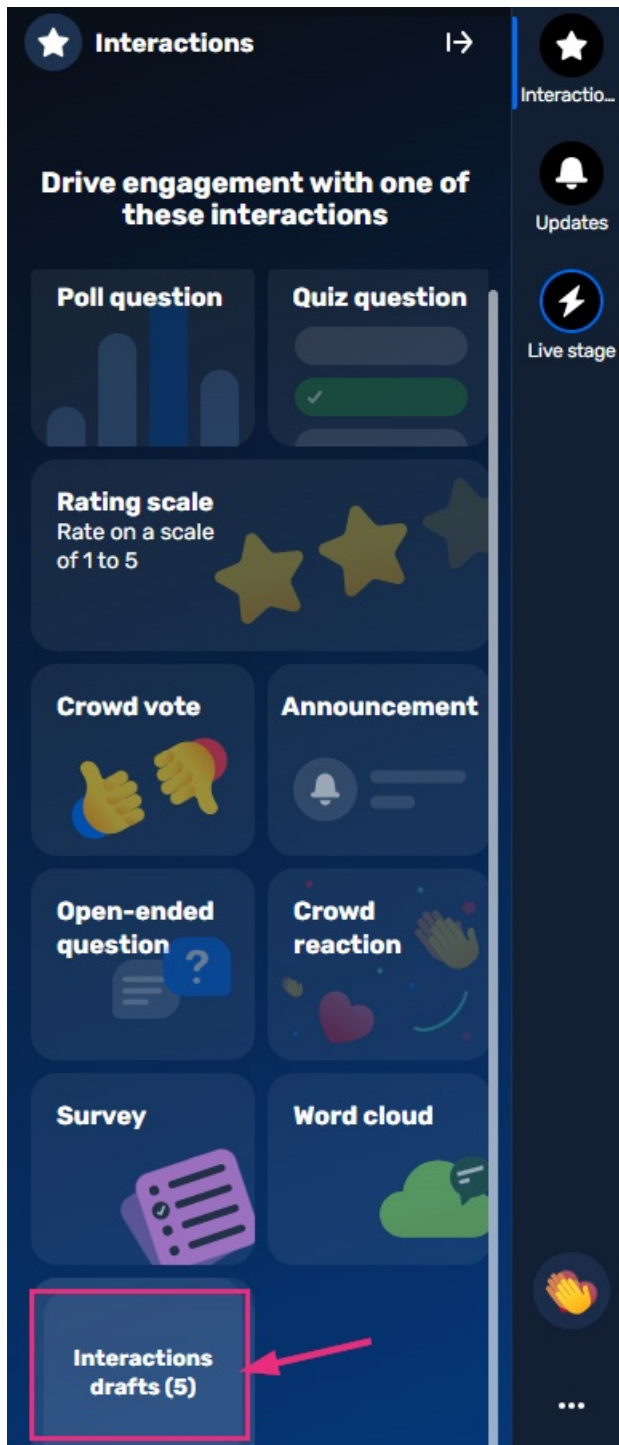 Interactions
Interactio...
Updates
Live stage
Drive engagement with one of
these interactions
Poll question
Quiz question
Rating scale
Rate on a scale
of 1 to 5
Crowd vote
Announcement
Open-ended
question
?
Crowd
reaction
Survey
Word cloud
Interactions
drafts (5)